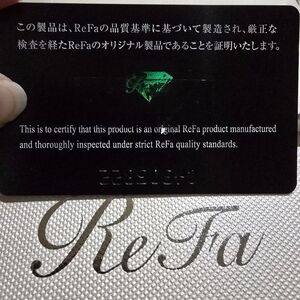 この製品は、ReFaの品質基準に基づいて製造され、厳正な
検査を経たReFaのオリジナル製品であることを証明いたします。
This is to certify that this product is an original ReFa product manufactured
and thoroughly inspected under strict ReFa quality standards.
ReFa